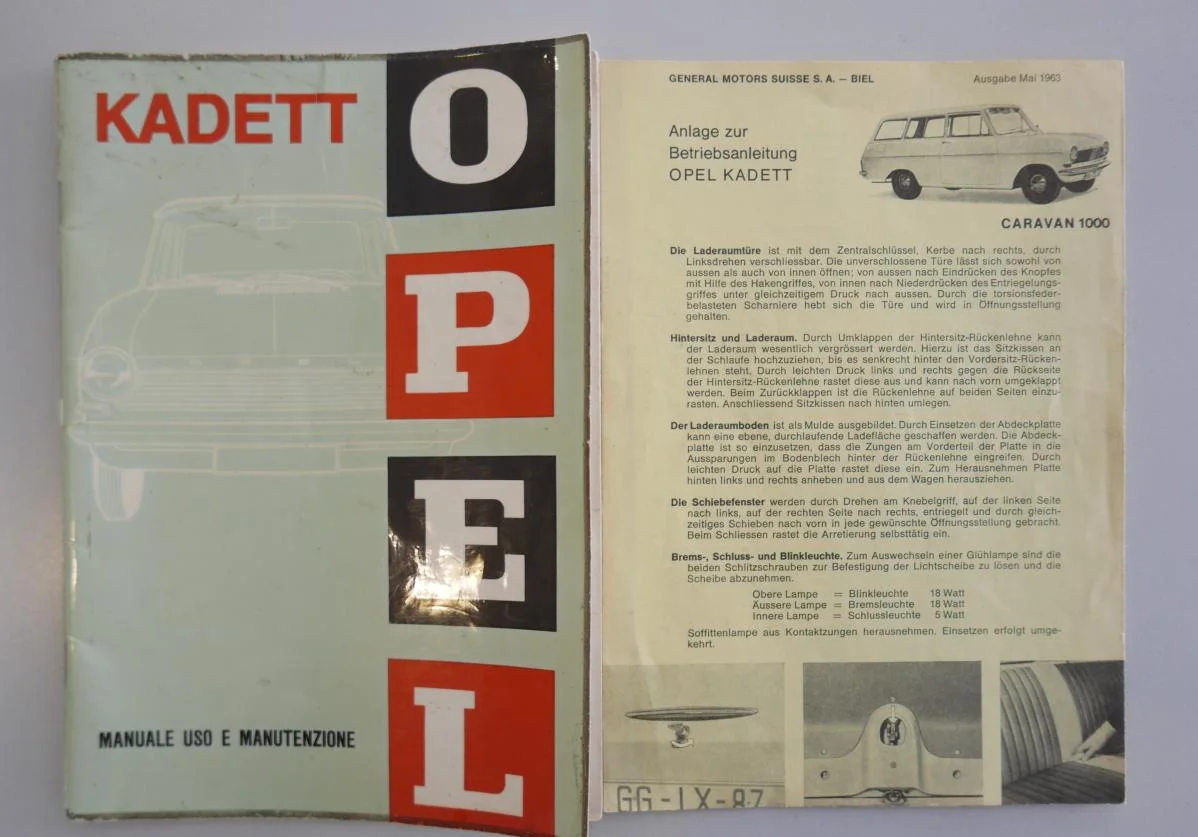 KADETT
O
P
E
L
MANUALE USO E MANUTENZIONE
GENERAL MOTORS SUISSE S. A. – BIEL
Ausgabe Mai 1963
Anlage zur
Betriebsanleitung
OPEL KADETT
CARAVAN 1000
Die Laderaumtüre ist mit dem Zentralschlüssel, Kerbe nach rechts, durch
Linksdrehen verschliessbar. Die unverschlossene Türe lässt sich sowohl von
aussen als auch von innen öffnen; von aussen nach Eindrücken des Knopfes
mit Hilfe des Hakengriffes, von innen nach Niederdrücken des Entriegelungs-
griffes unter gleichzeitigem Druck nach aussen. Durch die torsionsfeder-
belasteten Scharniere hebt sich die Türe und wird in Öffnungsstellung
gehalten.
Hintersitz und Laderaum. Durch Umklappen der Hintersitz-Rückenlehne kann
der Laderaum wesentlich vergrössert werden. Hierzu ist das Sitzkissen an
der Schlaufe hochzuziehen, bis es senkrecht hinter den Vordersitz-Rücken-
lehnen steht. Durch leichten Druck links und rechts gegen die Rückseite
der Hintersitz-Rückenlehne rastet diese aus und kann nach vorn umgeklappt
werden. Beim Zurückklappen ist die Rückenlehne auf beiden Seiten einzu-
rasten. Anschliessend Sitzkissen nach hinten umlegen.
Der Laderaumboden ist als Mulde ausgebildet. Durch Einsetzen der Abdeckplatte
kann eine ebene, durchlaufende Ladefläche geschaffen werden. Die Abdeck-
platte ist so einzusetzen, dass die Zungen am Vorderteil der Platte in die
Aussparungen im Bodenblech hinter der Rückenlehne eingreifen. Durch
leichten Druck auf die Platte rastet diese ein. Zum Herausnehmen Platte
hinten links und rechts anheben und aus dem Wagen herausziehen.
Die Schiebefenster werden durch Drehen am Knebelgriff, auf der linken Seite
nach links, auf der rechten Seite nach rechts, entriegelt und durch gleich-
zeitiges Schieben nach vorn in jede gewünschte Öffnungsstellung gebracht.
Beim Schliessen rastet die Arretierung selbsttätig ein.
Brems-, Schluss- und Blinkleuchte. Zum Auswechseln einer Glühlampe sind die
beiden Schlitzschrauben zur Befestigung der Lichtscheibe zu lösen und die
Scheibe abzunehmen.
Obere Lampe = Blinkleuchte 18 Watt
Äussere Lampe = Bremsleuchte 18 Watt
Innere Lampe = Schlussleuchte 5 Watt
Soffittenlampe aus Kontaktzungen herausnehmen. Einsetzen erfolgt umge-
kehrt.
GG-LX-87